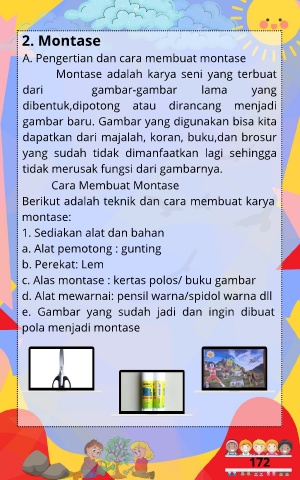 2. Montase
A. Pengertian dan cara membuat montase
Montase adalah karya seni yang terbuat
dari gambar-gambar lama yang
dibentuk,dipotong atau dirancang menjadi
gambar baru. Gambar yang digunakan bisa kita
dapatkan dari majalah, koran, buku,dan brosur
yang sudah tidak dimanfaatkan lagi sehingga
tidak merusak fungsi dari gambarnya.
Cara Membuat Montase
Berikut adalah teknik dan cara membuat karya
montase:
1. Sediakan alat dan bahan
a. Alat pemotong : gunting
b. Perekat: Lem
c. Alas montase : kertas polos/ buku gambar
d. Alat mewarnai: pensil warna/spidol warna dll
e. Gambar yang sudah jadi dan ingin dibuat
pola menjadi montase
172